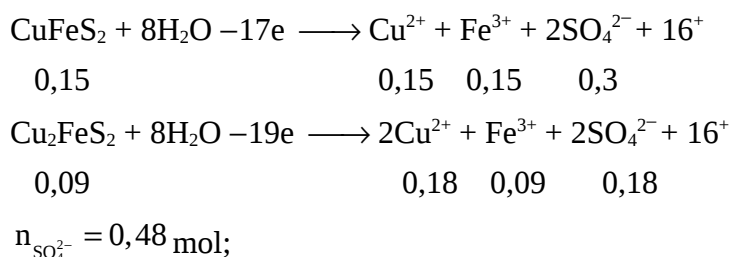 CuFeS₂ + 8H₂O –17e ⟶ Cu²⁺ + Fe³⁺ + 2SO₄²⁻ + 16⁺
0,15 0,15 0,15 0,3
Cu₂FeS₂ + 8H₂O –19e ⟶ 2Cu²⁺ + Fe³⁺ + 2SO₄²⁻ + 16⁺
0,09 0,18 0,09 0,18
n_SO₄²⁻ = 0,48 mol;